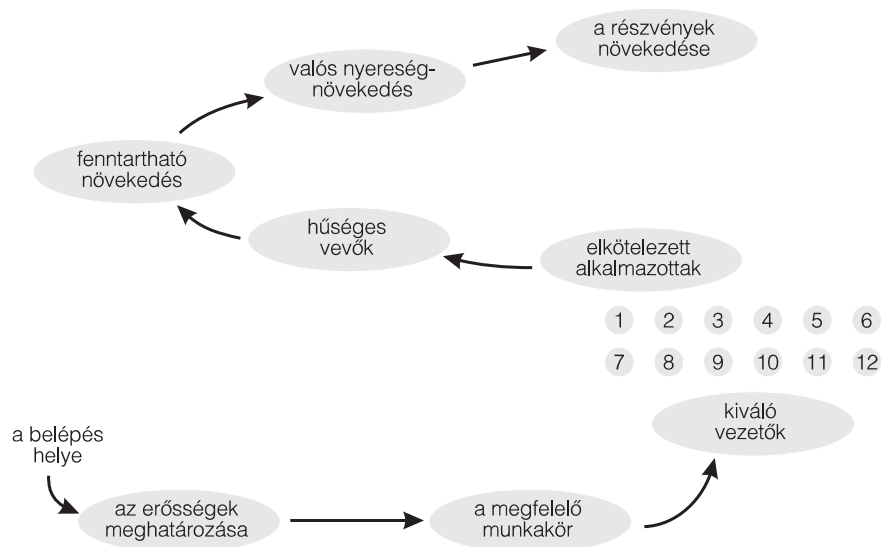 a részvények
növekedése
valós nyereség-
növekedés
fenntartható
növekedés
hűséges
vevők
elkötelezett
alkalmazottak
1 2 3 4 5 6
7 8 9 10 11 12
kiváló
vezetők
a belépés
helye
az erősségek
meghatározása
a megfelelő
munkakör